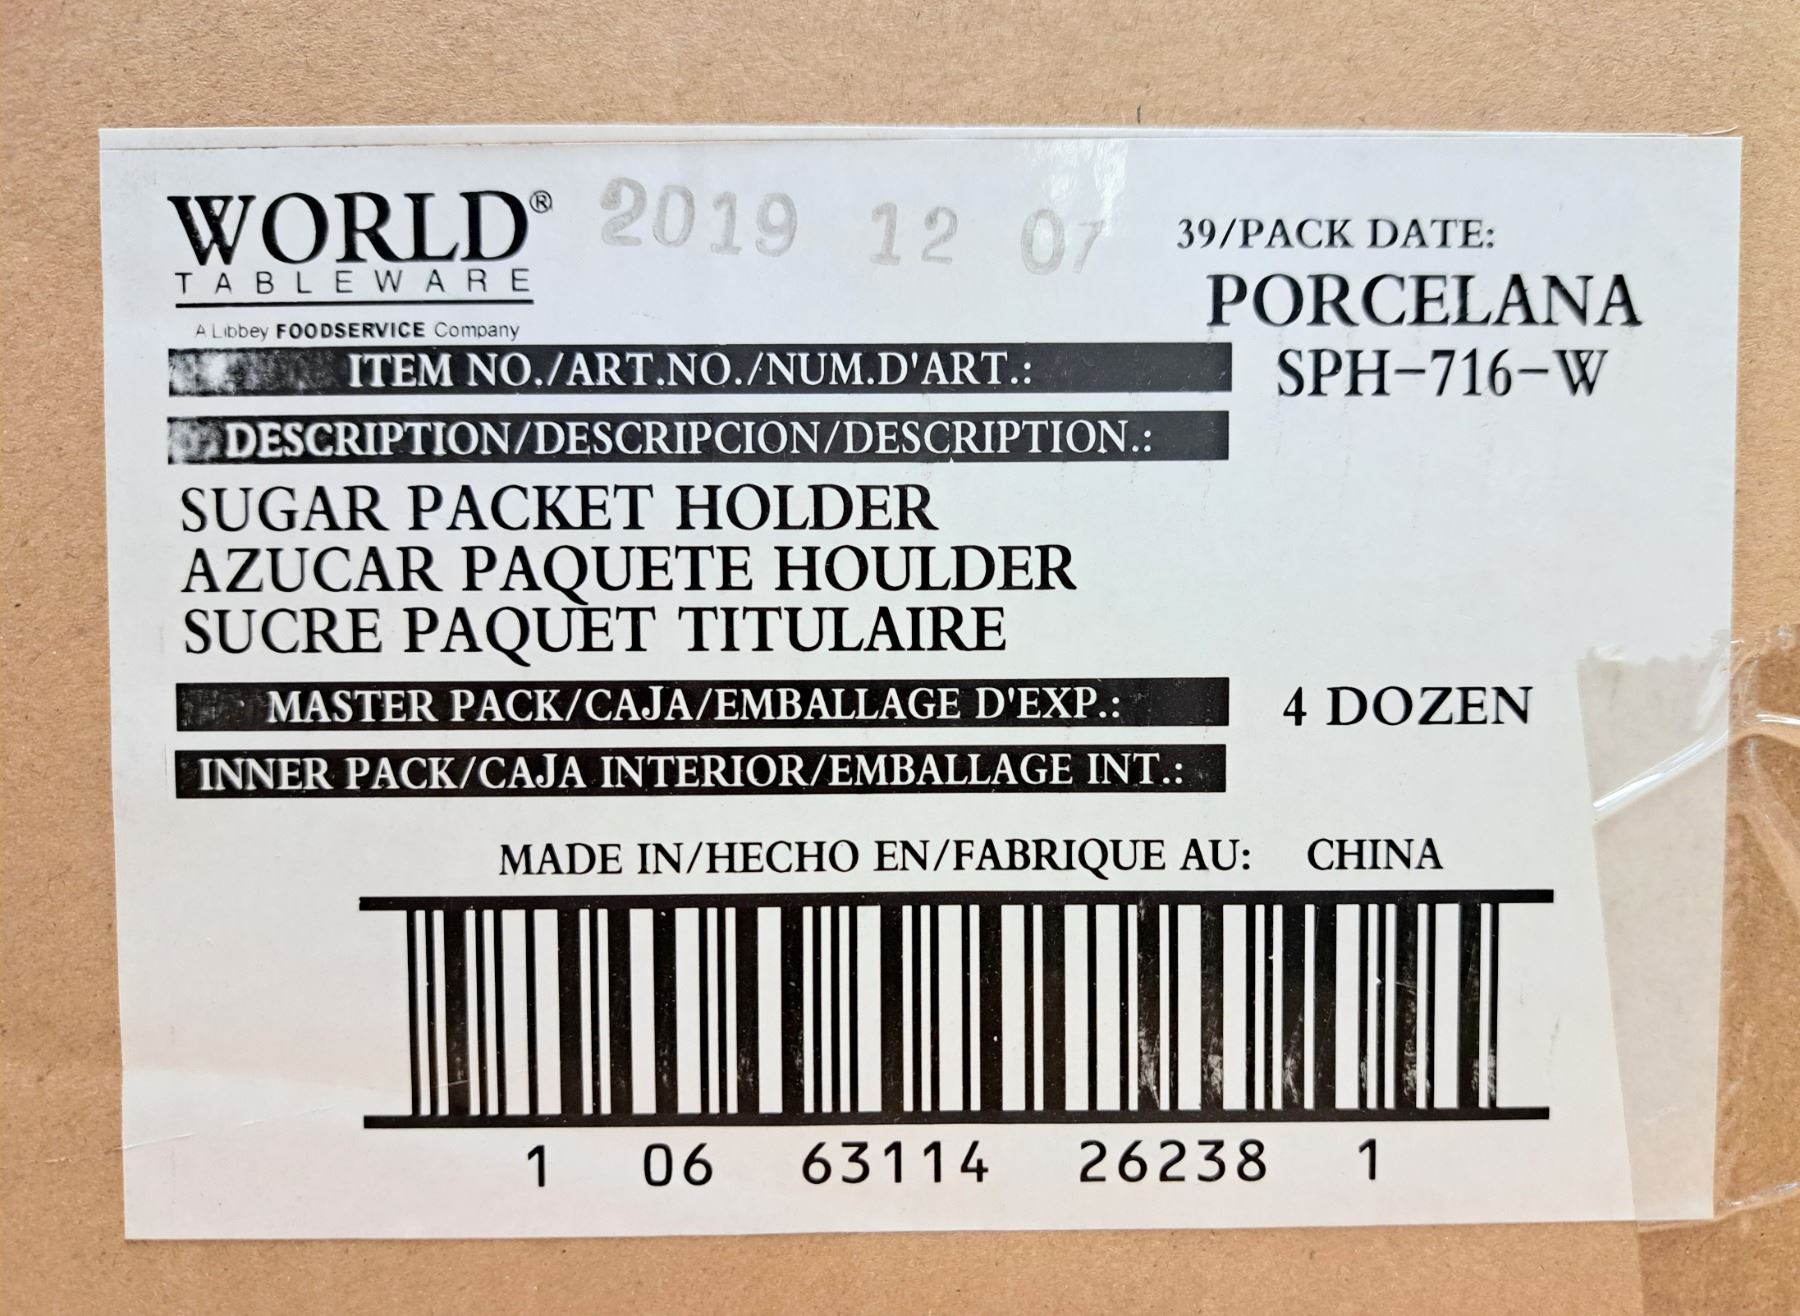 WORLD® 2019 12 07 39/PACK DATE:
TABLEWARE PORCELANA
A Libbey FOODSERVICE Company
ITEM NO./ART.NO./NUM.D'ART.: SPH-716-W
DESCRIPTION/DESCRIPCION/DESCRIPTION.:
SUGAR PACKET HOLDER
AZUCAR PAQUETE HOULDER
SUCRE PAQUET TITULAIRE
MASTER PACK/CAJA/EMBALLAGE D'EXP.: 4 DOZEN
INNER PACK/CAJA INTERIOR/EMBALLAGE INT.:
MADE IN/HECHO EN/FABRIQUE AU: CHINA
1 06 63114 26238 1